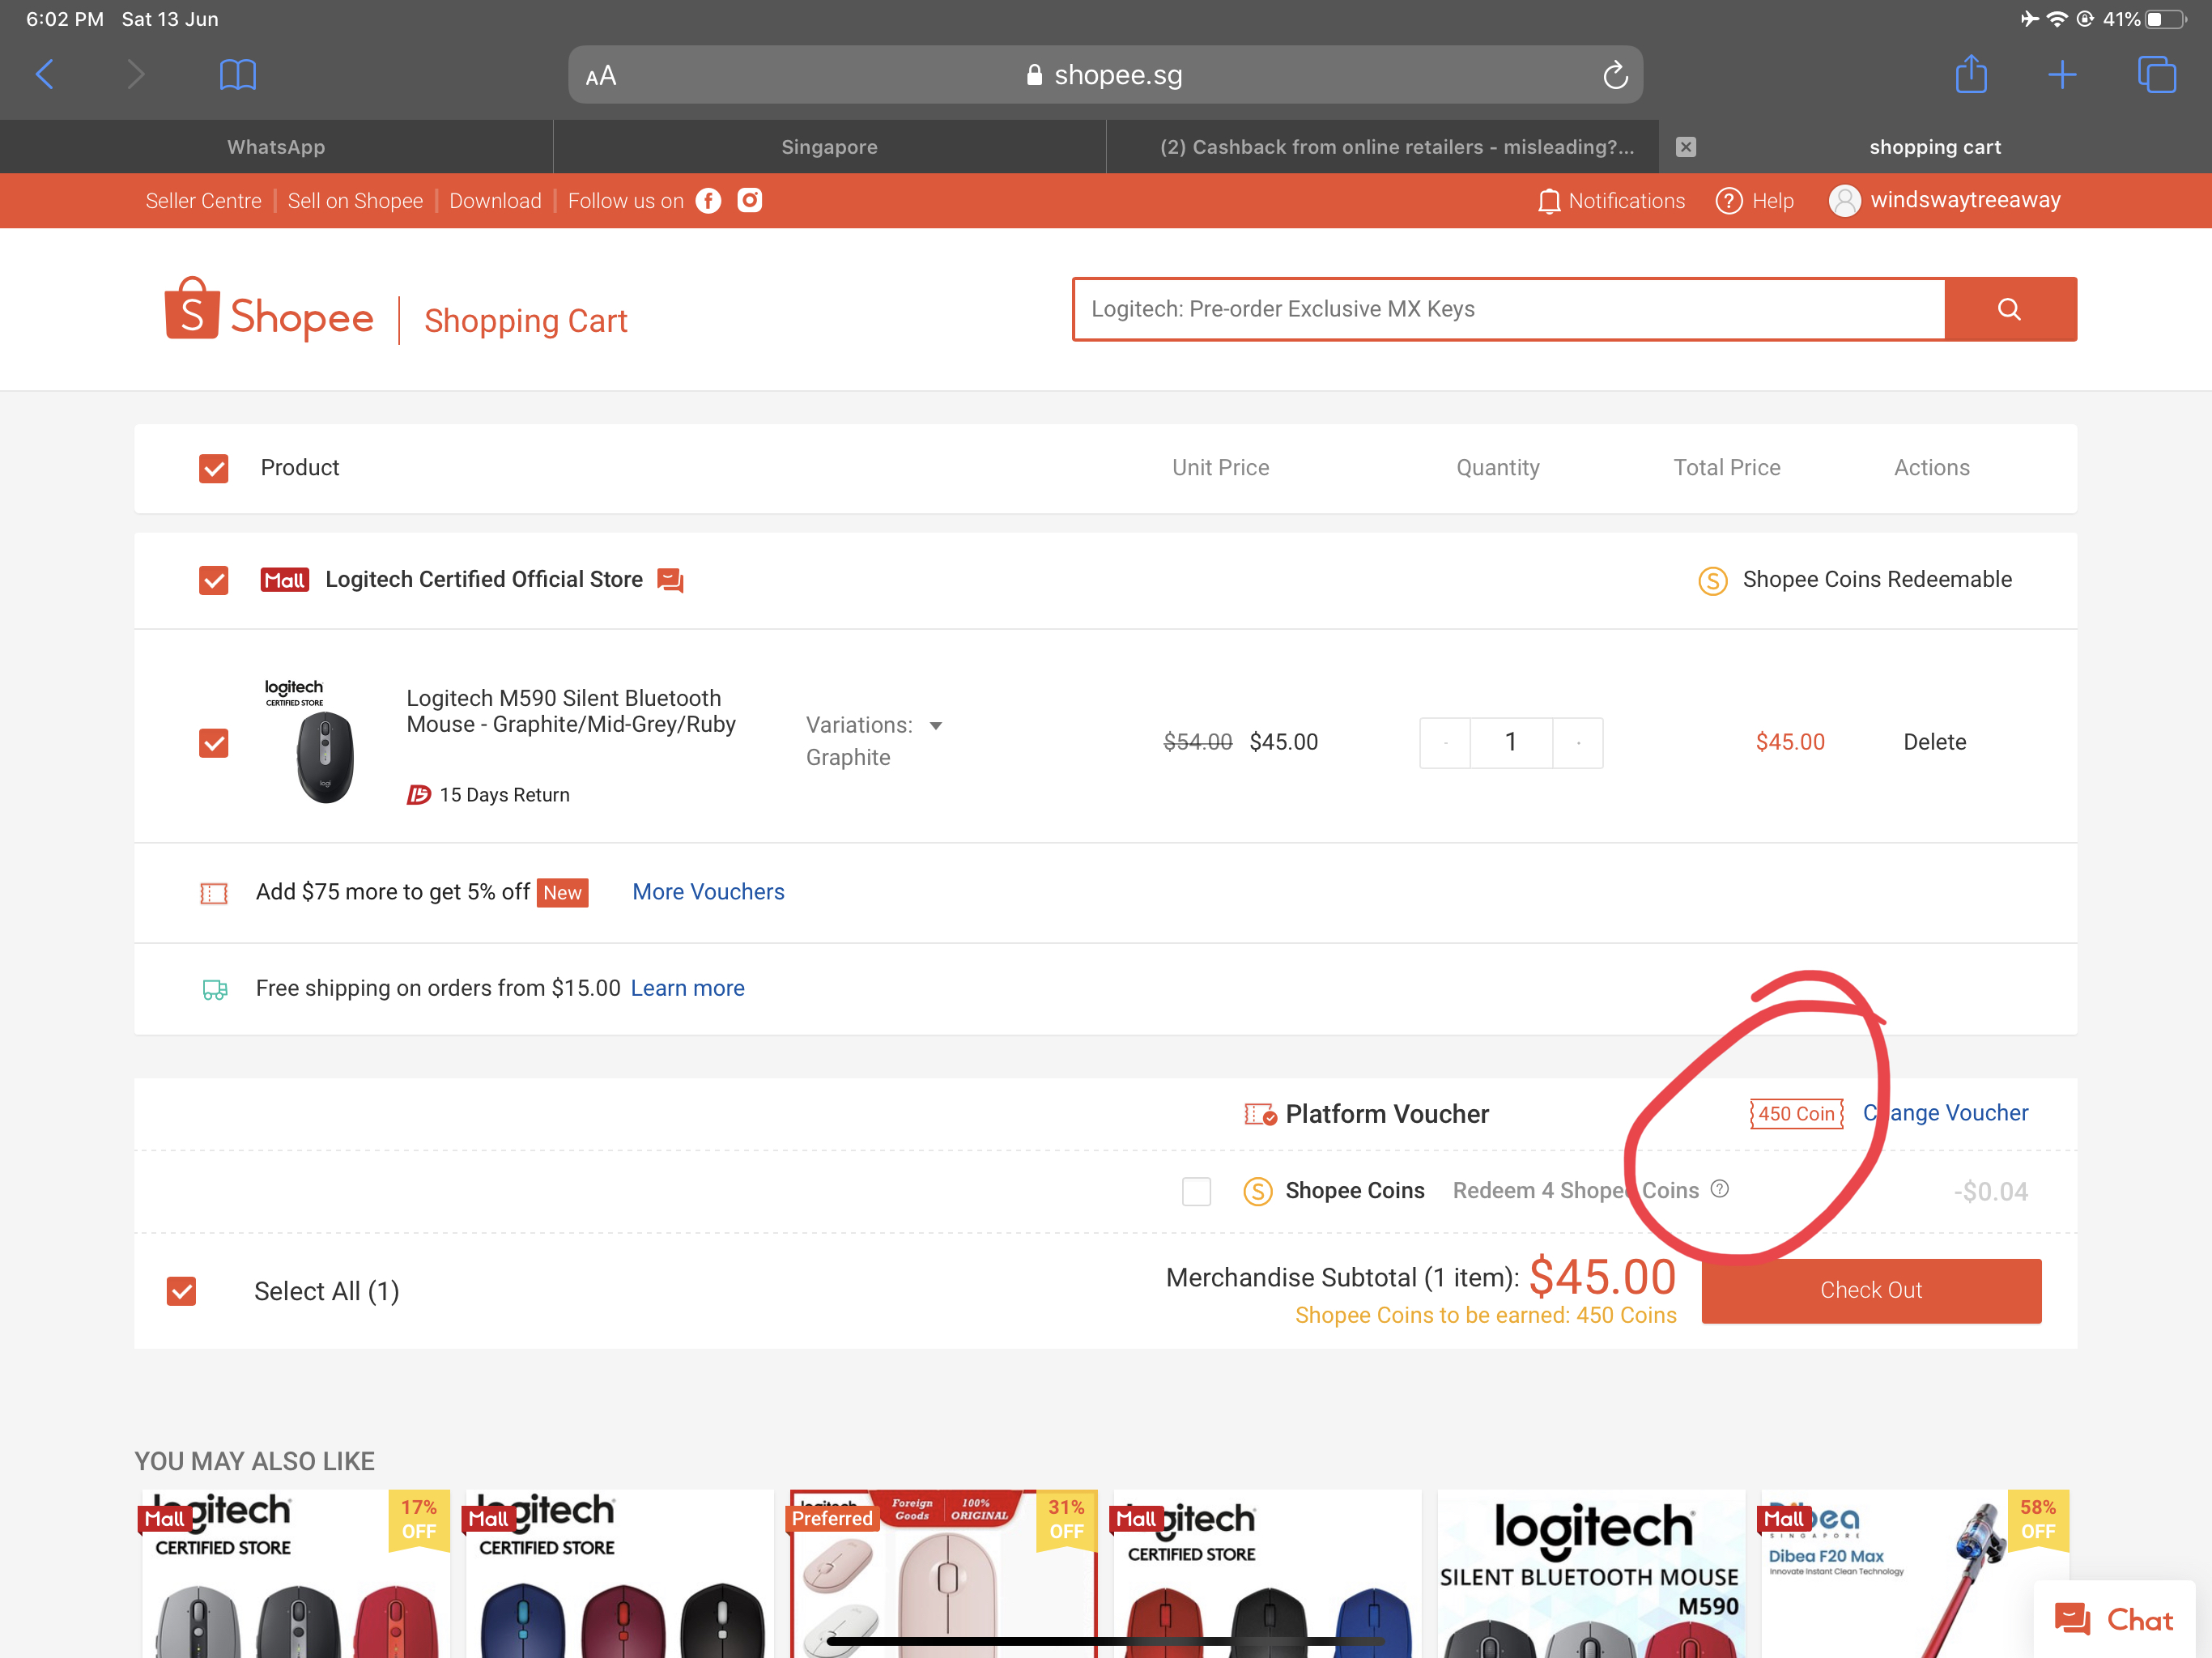 6:02 PM Sat 13 Jun
41%
AA shopee.sg
WhatsApp Singapore (2) Cashback from online retailers - misleading?... shopping cart
Seller Centre Sell on Shopee Download Follow us on Notifications Help windswaytreeaway
Shopee Shopping Cart
Logitech: Pre-order Exclusive MX Keys
Product Unit Price Quantity Total Price Actions
Mall Logitech Certified Official Store Shopee Coins Redeemable
logitech
CERTIFIED STORE
logi
Logitech M590 Silent Bluetooth
Mouse - Graphite/Mid-Grey/Ruby
15 Days Return
Variations:
Graphite
$54.00 $45.00 - 1 $45.00 Delete
Add $75 more to get 5% off New More Vouchers
Free shipping on orders from $15.00 Learn more
Platform Voucher 450 Coin Change Voucher
Shopee Coins Redeem 4 Shopee Coins ? -$0.04
Select All (1) Merchandise Subtotal (1 item): $45.00 Check Out
Shopee Coins to be earned: 450 Coins
YOU MAY ALSO LIKE
Mall logitech
CERTIFIED STORE
17%
OFF
Mall logitech
CERTIFIED STORE
Preferred logitech
Foreign
Goods
100%
ORIGINAL
31%
OFF
Mall logitech
CERTIFIED STORE
logitech
SILENT BLUETOOTH MOUSE
M590
Mall Dibea
SINGAPORE
Dibea F20 Max
Innovate Instant Clean Technology
58%
OFF
Chat